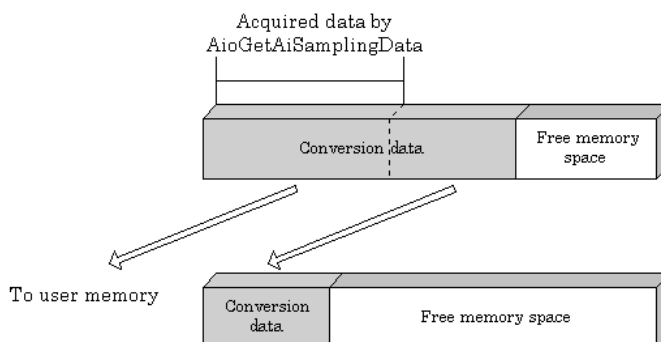 Acquired data by
AioGetAiSamplingData
Conversion data
Free memory
space
To user memory
Conversion
data
Free memory space